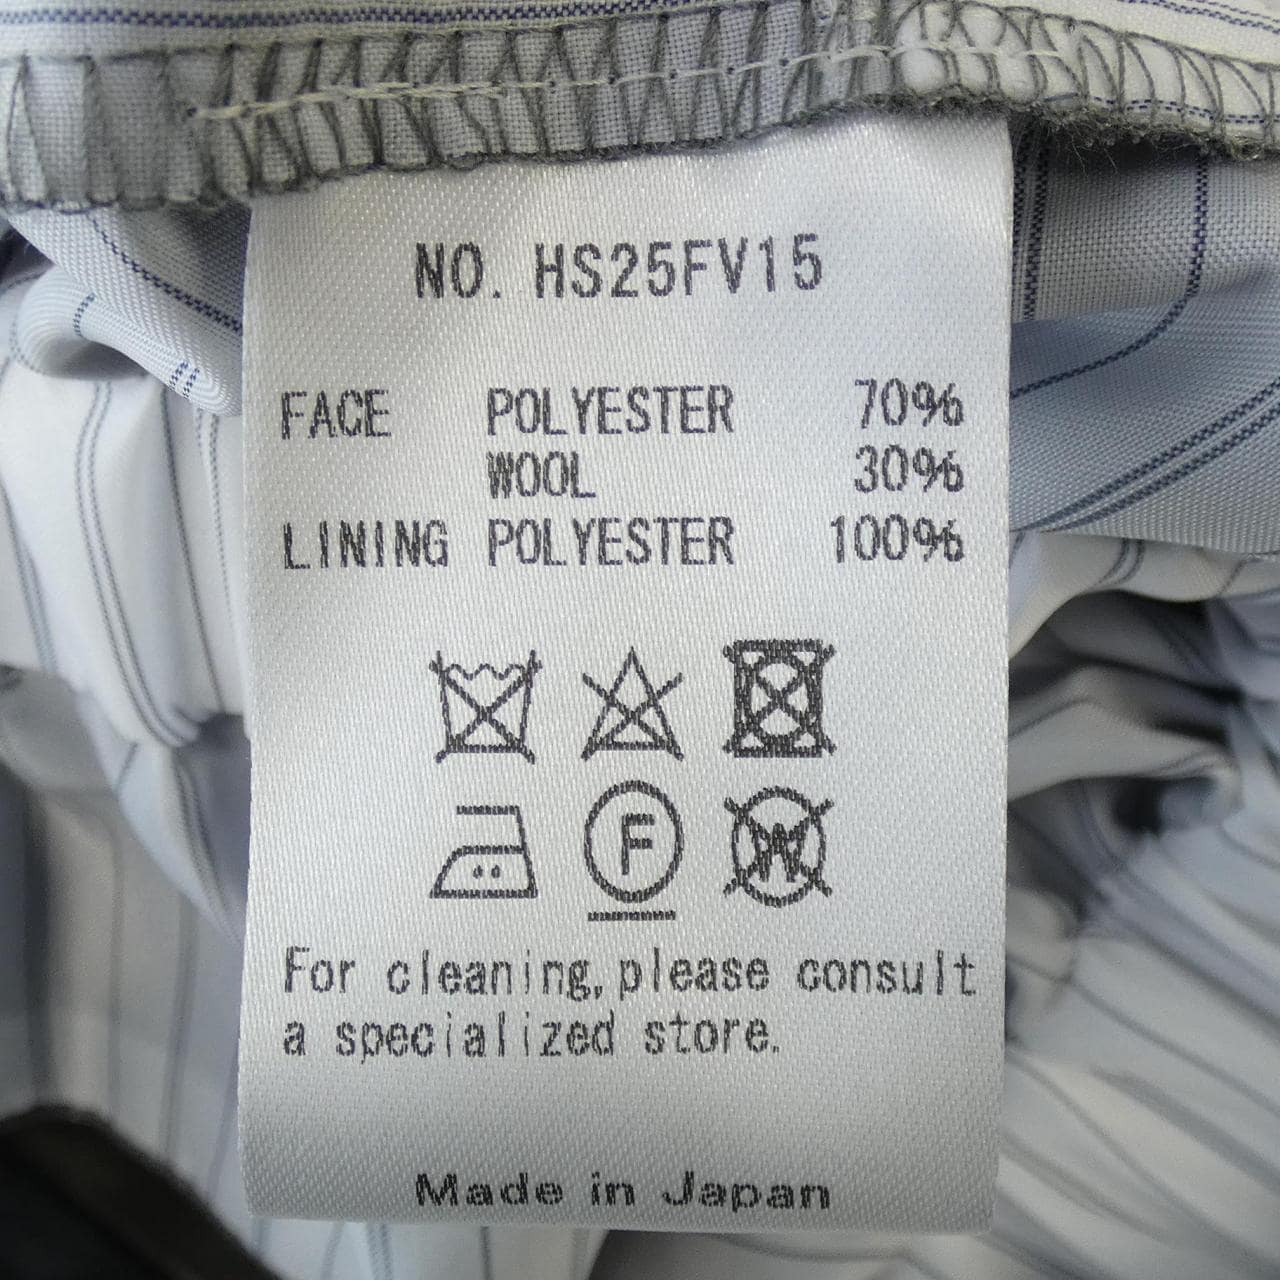 NO. HS25FV15
FACE POLYESTER 70%
WOOL 30%
LINING POLYESTER 100%
F W
For cleaning, please consult
a specialized store.
Made in Japan